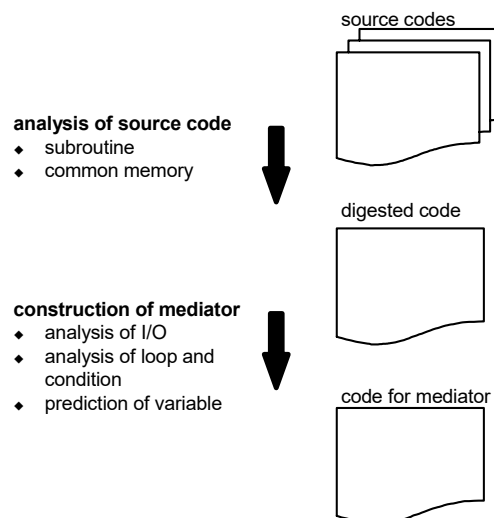 source codes
analysis of source code
◆ subroutine
◆ common memory
digested code
construction of mediator
◆ analysis of I/O
◆ analysis of loop and
condition
◆ prediction of variable
code for mediator